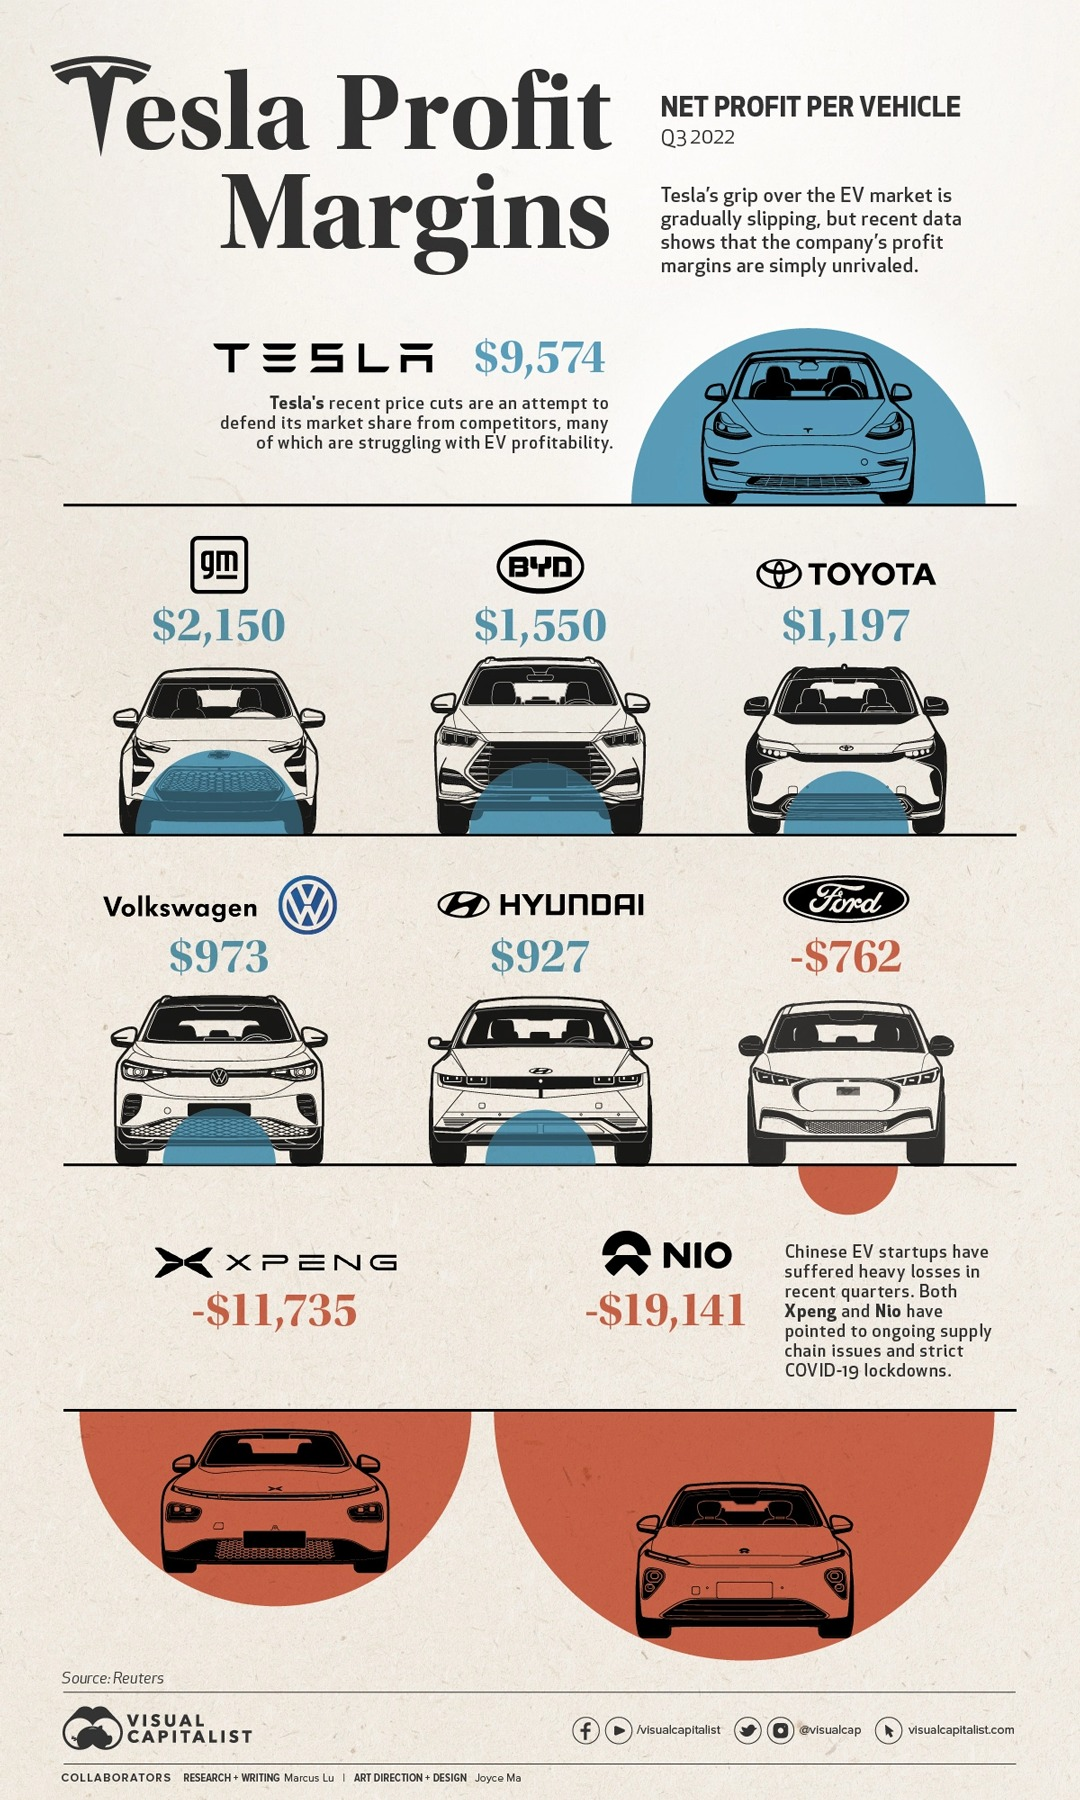 Tesla Profit
Margins
NET PROFIT PER VEHICLE
Q3 2022
Tesla's grip over the EV market is
gradually slipping, but recent data
shows that the company's profit
margins are simply unrivaled.
TESLA $9,574
Tesla's recent price cuts are an attempt to
defend its market share from competitors, many
of which are struggling with EV profitability.
gm
$2,150
BYD
$1,550
TOYOTA
$1,197
Volkswagen
$973
HYUNDAI
$927
Ford
-$762
XPENG
-$11,735
NIO
-$19,141
Chinese EV startups have
suffered heavy losses in
recent quarters. Both
Xpeng and Nio have
pointed to ongoing supply
chain issues and strict
COVID-19 lockdowns.
Source: Reuters
VISUAL
CAPITALIST
/visualcapitalist @visualcap visualcapitalist.com
COLLABORATORS RESEARCH + WRITING Marcus Lu | ART DIRECTION + DESIGN Joyce Ma